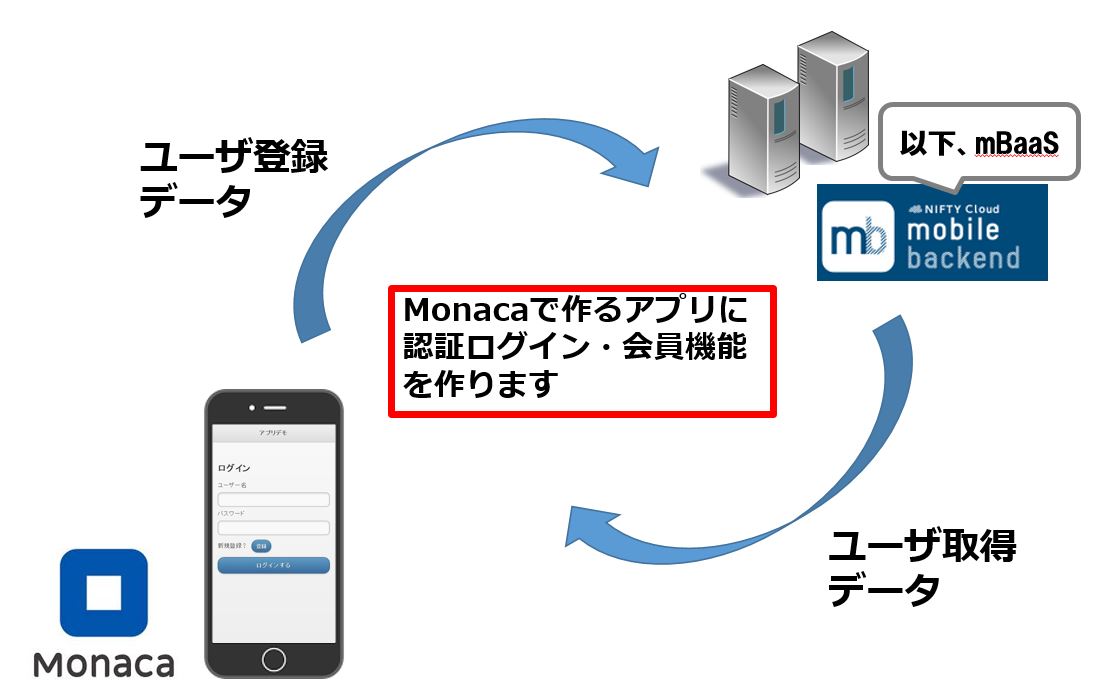 ユーザ登録
データ
以下、mBaaS
NIFTY Cloud
mb
mobile
backend
Monacaで作るアプリに
認証ログイン・会員機能
を作ります
アプリデモ
ログイン
ユーザー名
パスワード
新規登録？ 登録
ログインする
Monaca
ユーザ取得
データ